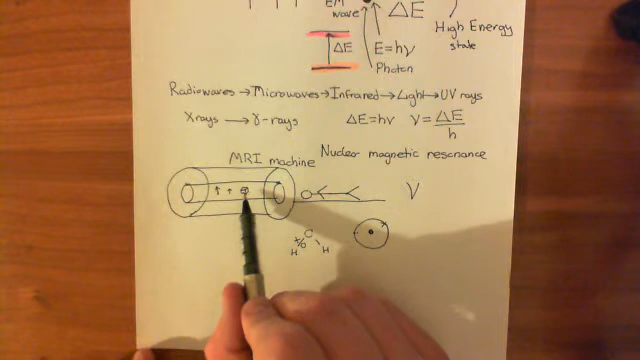 EM
wave
ΔE
High Energy
state
ΔE
E=hν
Photon
Radiowaves→Microwaves→Infrared→Light→UV rays
Xrays → γ-rays
ΔE=hν ν=ΔE/h
MRI machine
Nuclear magnetic resonance
ν
O
H H